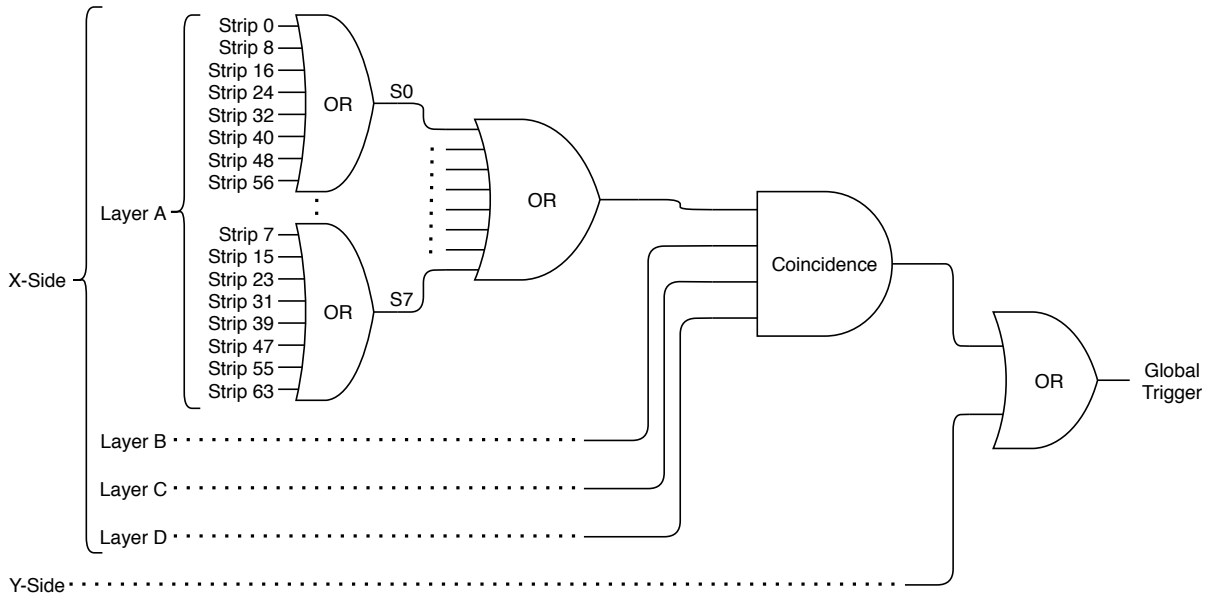 Strip 0
Strip 8
Strip 16
Strip 24
Strip 32
Strip 40
Strip 48
Strip 56
OR
S0
Layer A
Strip 7
Strip 15
Strip 23
Strip 31
Strip 39
Strip 47
Strip 55
Strip 63
OR
S7
OR
X-Side
Coincidence
Layer B
Layer C
Layer D
Y-Side
OR
Global
Trigger